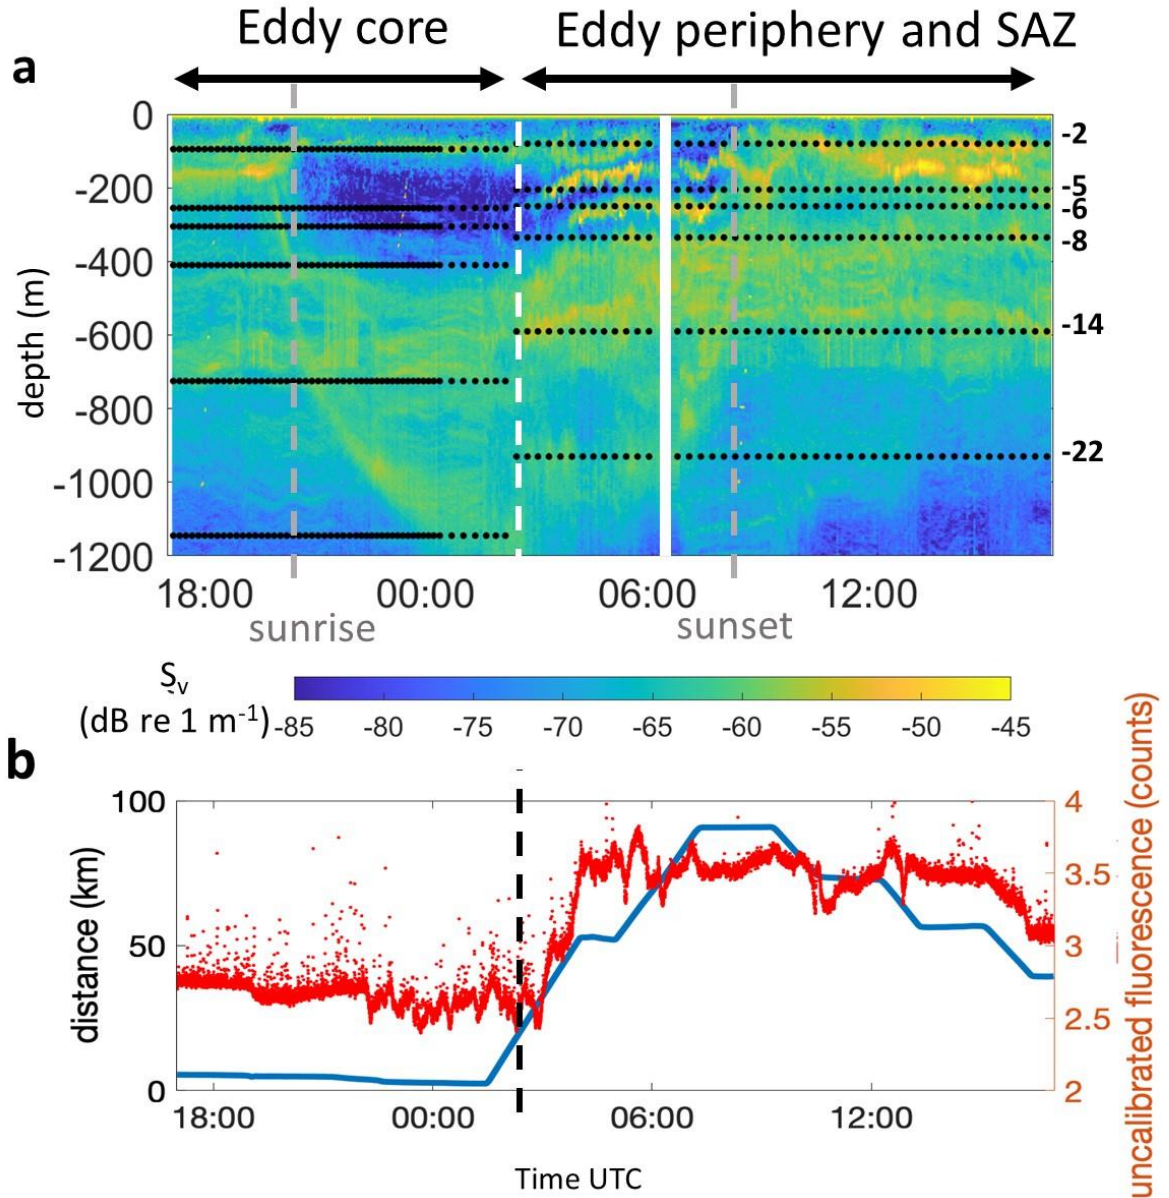 Eddy core
Eddy periphery and SAZ
a
0
-200
-400
-600
-800
-1000
-1200
depth (m)
-2
-5
-6
-8
-14
-22
18:00 00:00 06:00 12:00
sunrise
sunset
Sv
(dB re 1 m-1)
-85 -80 -75 -70 -65 -60 -55 -50 -45
b
100
50
0
distance (km)
4
3.5
3
2.5
2
uncalibrated fluorescence (counts)
18:00 00:00 06:00 12:00
Time UTC